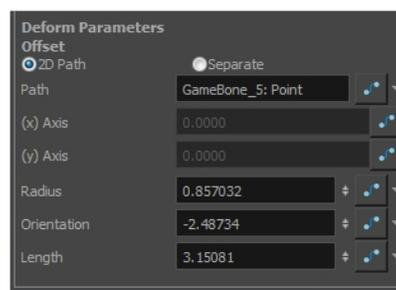 Deform Parameters
Offset
2D Path Separate
Path GameBone_5: Point
(x) Axis 0.0000
(y) Axis 0.0000
Radius 0.857032
Orientation -2.48734
Length 3.15081